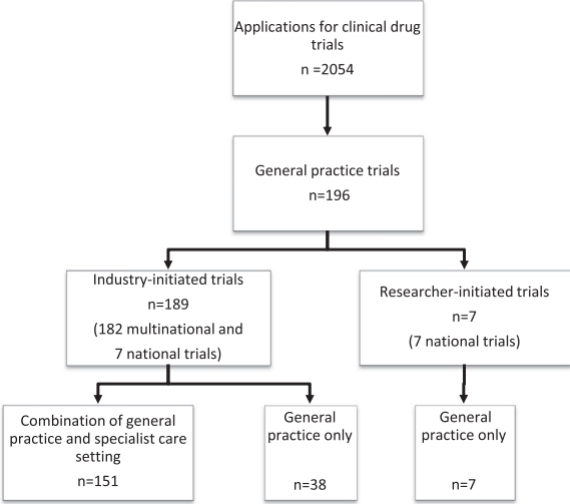 Applications for clinical drug
trials
n =2054
General practice trials
n=196
Industry-initiated trials
n=189
(182 multinational and
7 national trials)
Researcher-initiated trials
n=7
(7 national trials)
Combination of general
practice and specialist care
setting
n=151
General
practice only
n=38
General
practice only
n=7